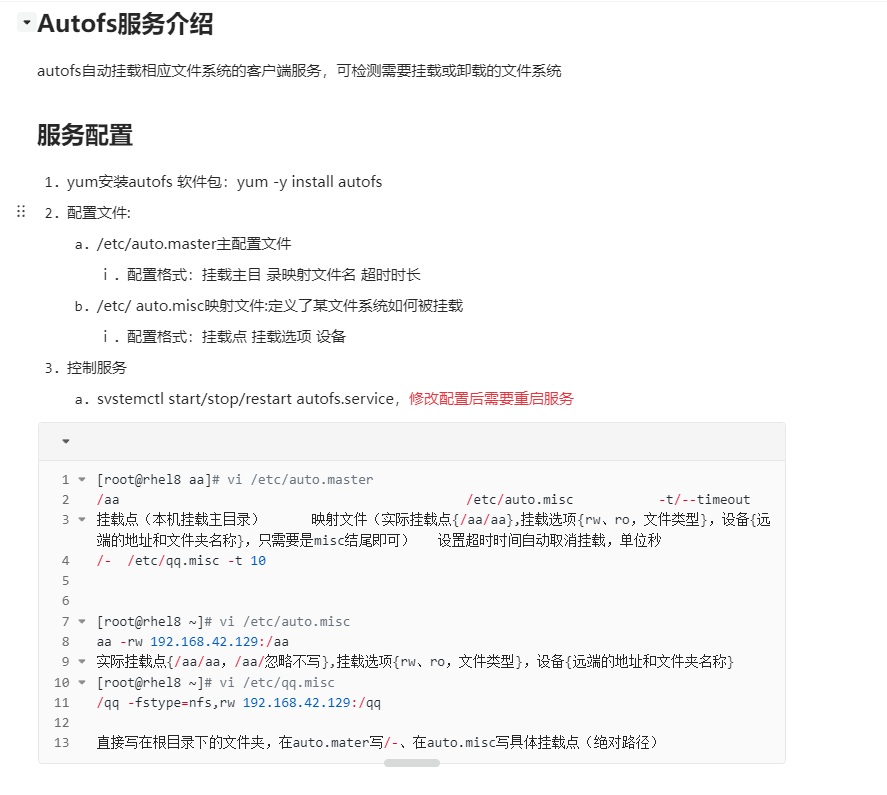 Autofs服务介绍
autofs自动挂载相应文件系统的客户端服务，可检测需要挂载或卸载的文件系统
服务配置
1. yum安装autofs 软件包：yum -y install autofs
2. 配置文件:
a. /etc/auto.master主配置文件
ⅰ. 配置格式：挂载主目 录映射文件名 超时时长
b. /etc/ auto.misc映射文件:定义了某文件系统如何被挂载
ⅰ. 配置格式：挂载点 挂载选项 设备
3. 控制服务
a. svstemctl start/stop/restart autofs.service，修改配置后需要重启服务
1 [root@rhel8 aa]# vi /etc/auto.master
2 /aa /etc/auto.misc -t/--timeout
3 挂载点（本机挂载主目录） 映射文件（实际挂载点{/aa/aa},挂载选项{rw、ro，文件类型}，设备{远
端的地址和文件夹名称}，只需要是misc结尾即可） 设置超时时间自动取消挂载，单位秒
4 /- /etc/qq.misc -t 10
5
6
7 [root@rhel8 ~]# vi /etc/auto.misc
8 aa -rw 192.168.42.129:/aa
9 实际挂载点{/aa/aa，/aa/忽略不写},挂载选项{rw、ro，文件类型}，设备{远端的地址和文件夹名称}
10 [root@rhel8 ~]# vi /etc/qq.misc
11 /qq -fstype=nfs,rw 192.168.42.129:/qq
12
13 直接写在根目录下的文件夹，在auto.mater写/-、在auto.misc写具体挂载点（绝对路径）